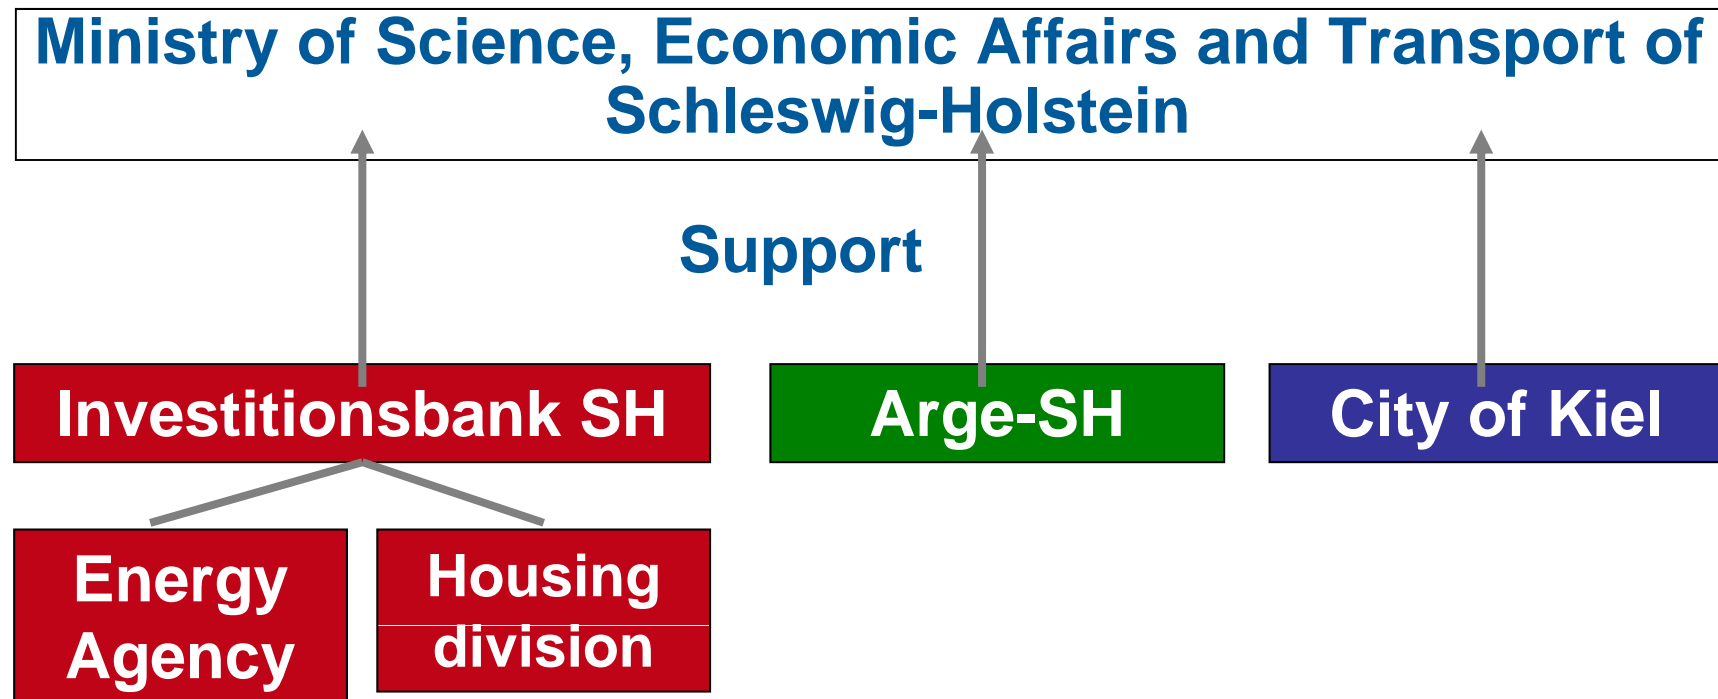 Ministry of Science, Economic Affairs and Transport of
Schleswig-Holstein
Support
Investitionsbank SH
Arge-SH
City of Kiel
Energy
Agency
Housing
division